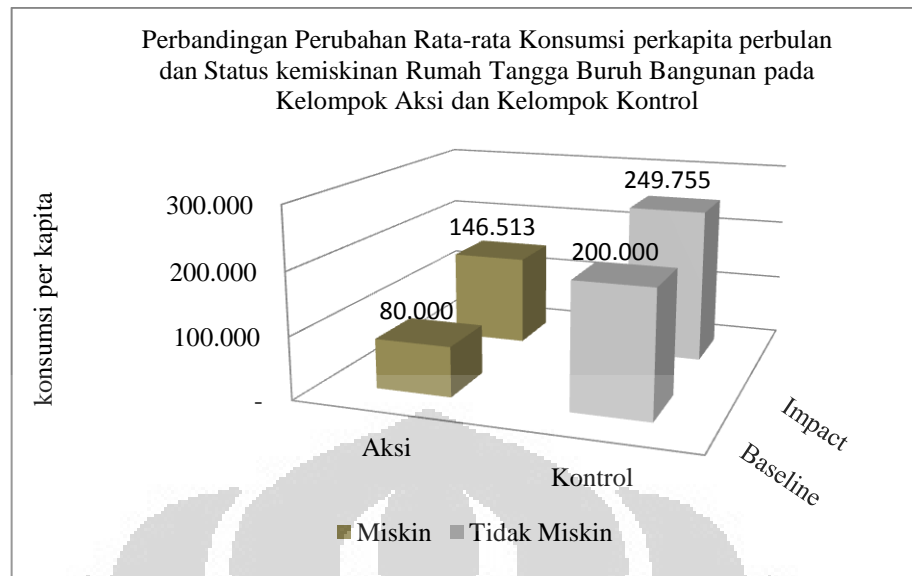 Perbandingan Perubahan Rata-rata Konsumsi perkapita perbulan
dan Status kemiskinan Rumah Tangga Buruh Bangunan pada
Kelompok Aksi dan Kelompok Kontrol
konsumsi per kapita
300.000
200.000
100.000
-
249.755
146.513
200.000
80.000
Aksi
Kontrol
Impact
Baseline
Miskin
Tidak Miskin